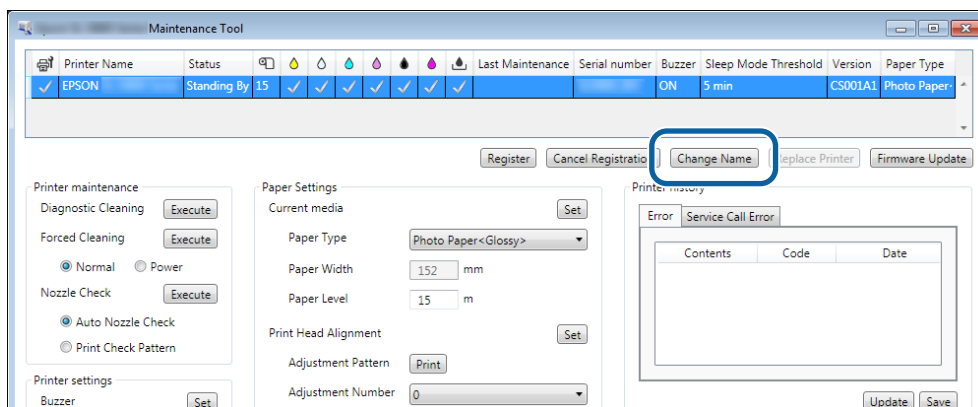 Maintenance Tool
Printer Name Status Last Maintenance Serial number Buzzer Sleep Mode Threshold Version Paper Type
EPSON Standing By 15 ON 5 min CS001A1 Photo Paper
Register Cancel Registration Change Name Replace Printer Firmware Update
Printer maintenance
Diagnostic Cleaning Execute
Forced Cleaning Execute
Normal Power
Nozzle Check Execute
Auto Nozzle Check
Print Check Pattern
Printer settings
Buzzer Set
Paper Settings
Current media Set
Paper Type Photo Paper<Glossy>
Paper Width 152 mm
Paper Level 15 m
Print Head Alignment Set
Adjustment Pattern Print
Adjustment Number 0
Printer history
Error Service Call Error
Contents Code Date
Update Save